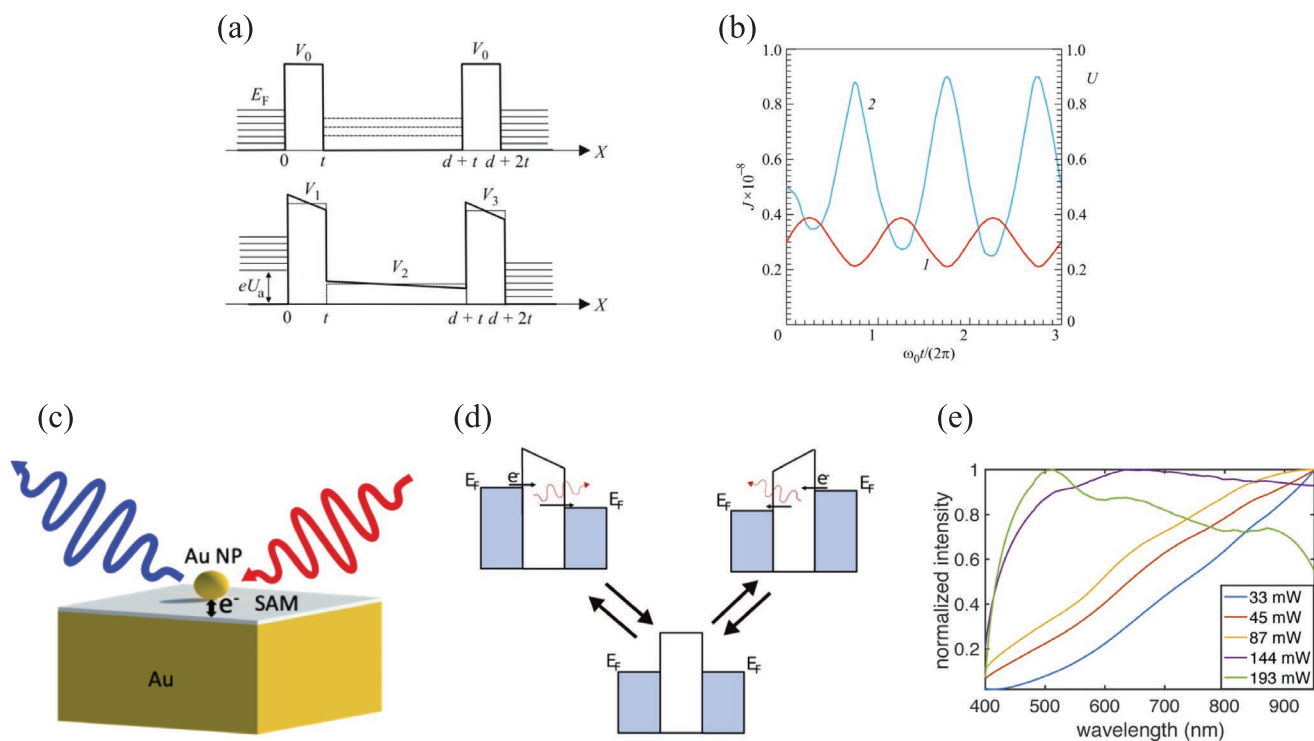 (a)
V0 V0
EF
0 t d + t d + 2t X
V1 V3
V2
eUa
0 t d + t d + 2t X
(b)
1.0 1.0
U
0.8 2 0.8
J×10−8
0.6 0.6
0.4 0.4
1
0.2 0.2
0 1 2 3 0
ω0t/(2π)
(c)
Au NP
e-
SAM
Au
(d)
EF e- EF
EF e- EF
EF EF
(e)
normalized intensity
1
0.8
0.6
0.4
0.2
33 mW
45 mW
87 mW
144 mW
193 mW
400 500 600 700 800 900
wavelength (nm)